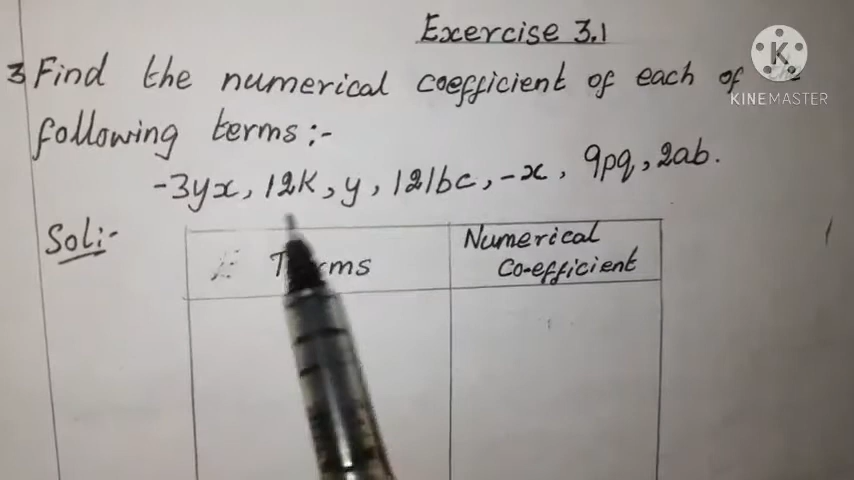 Exercise 3.1
3 Find the numerical coefficient of each of
following terms:-
-3yx, 12K, y, 121bc, -x, 9pq, 2ab.
Soli:-
Numerical
Co-efficient
KINEMASTER